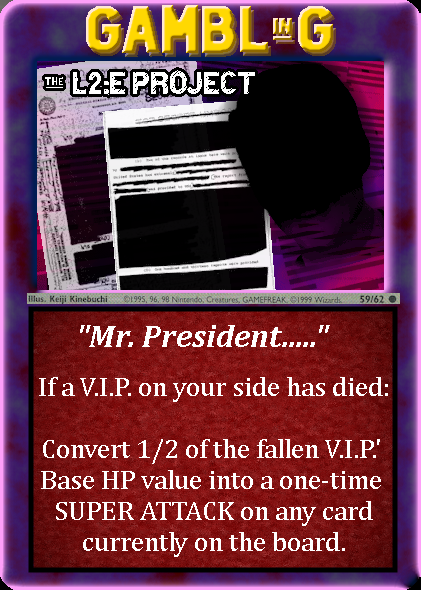 GAMBL IN G
THE L2:E PROJECT
Illus. Keiji Kinebuchi ©1995, 96, 98 Nintendo, Creatures, GAMEFREAK. ©1999 Wizards. 59/62 ●
"Mr. President....."
If a V.I.P. on your side has died:
Convert 1/2 of the fallen V.I.P.'
Base HP value into a one-time
SUPER ATTACK on any card
currently on the board.